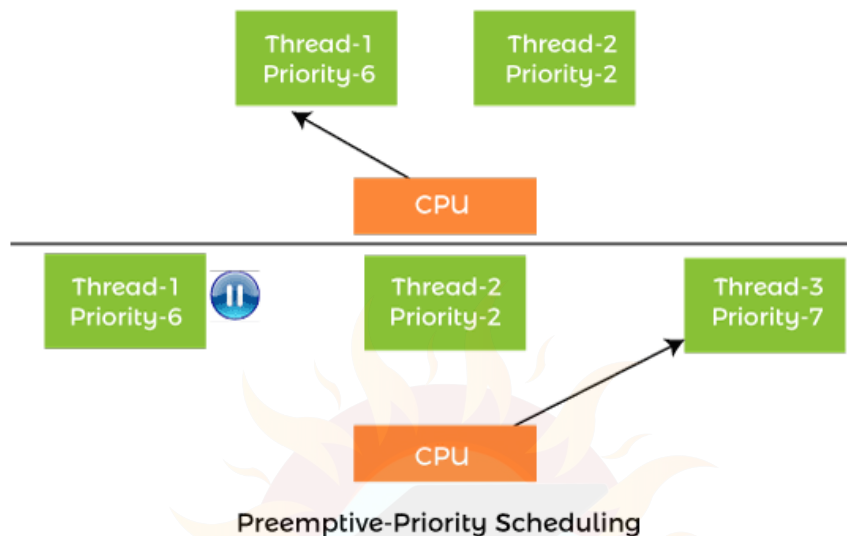 Thread-1
Priority-6
Thread-2
Priority-2
CPU
Thread-1
Priority-6
Thread-2
Priority-2
Thread-3
Priority-7
CPU
Preemptive-Priority Scheduling